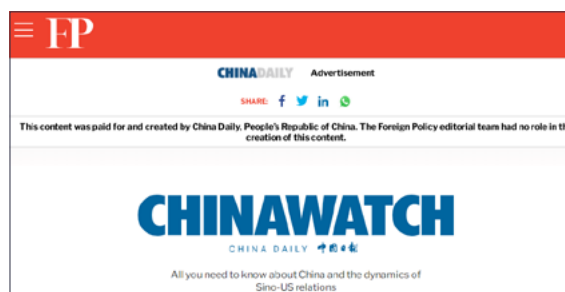 FP
CHINADAILY Advertisement
SHARE:
This content was paid for and created by China Daily, People's Republic of China. The Foreign Policy editorial team had no role in th
creation of this content.
CHINAWATCH
CHINA DAILY 中国日报
All you need to know about China and the dynamics of
Sino-US relations